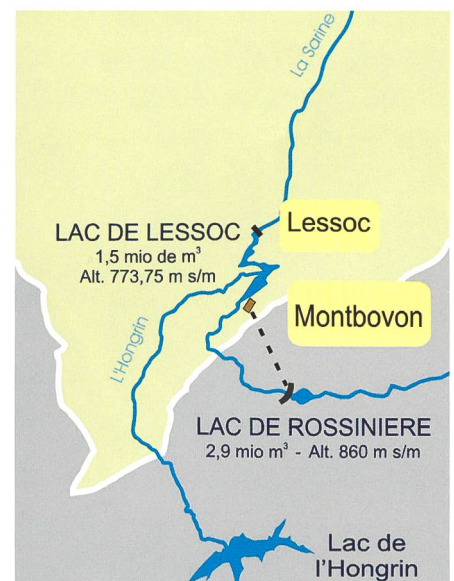 La Sarine
LAC DE LESSOC
1,5 mio de m³
Alt. 773,75 m s/m
Lessoc
Montbovon
L'Hongrin
LAC DE ROSSINIERE
2,9 mio m³ - Alt. 860 m s/m
Lac de
l'Hongrin